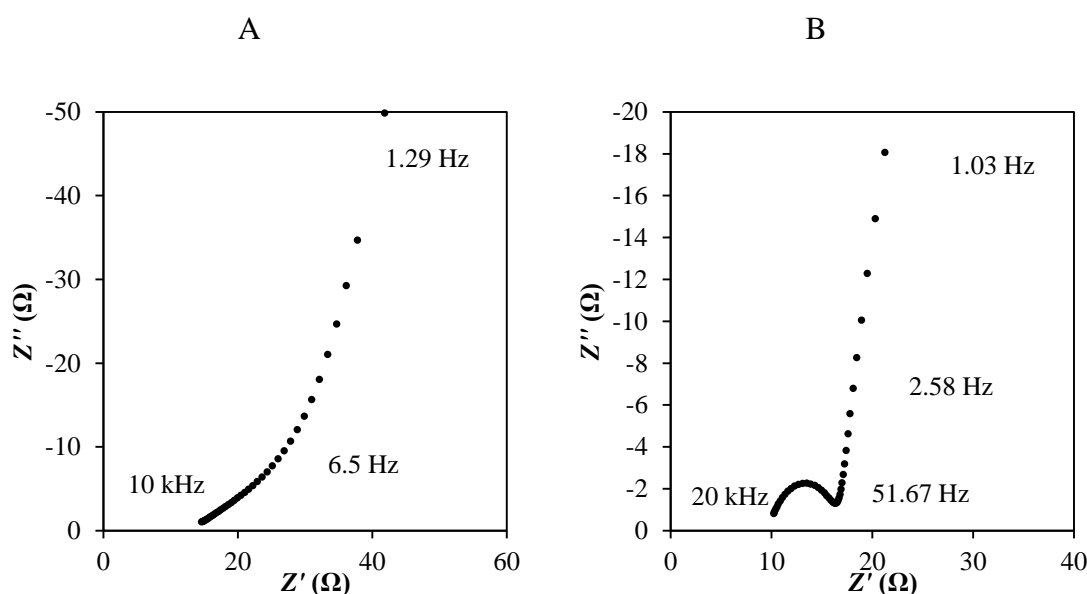 A
-50
-40
-30
-20
-10
0
0
20
40
60
Z'' (Ω)
Z' (Ω)
1.29 Hz
6.5 Hz
10 kHz
B
-20
-18
-16
-14
-12
-10
-8
-6
-4
-2
0
0
10
20
30
40
Z'' (Ω)
Z' (Ω)
1.03 Hz
2.58 Hz
51.67 Hz
20 kHz